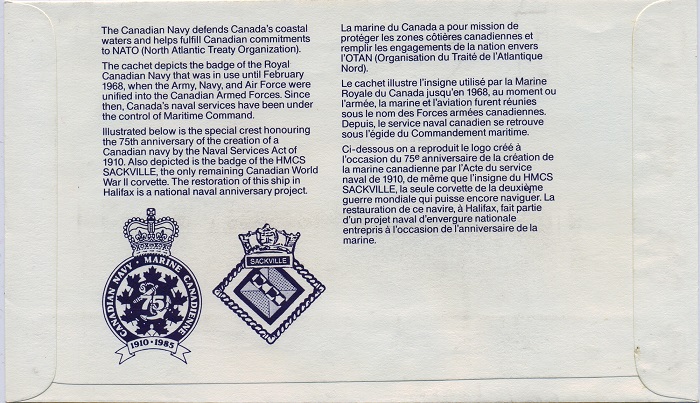 The Canadian Navy defends Canada's coastal
waters and helps fulfill Canadian commitments
to NATO (North Atlantic Treaty Organization).
The cachet depicts the badge of the Royal
Canadian Navy that was in use until February
1968, when the Army, Navy, and Air Force were
unified into the Canadian Armed Forces. Since
then, Canada's naval services have been under
the control of Maritime Command.
Illustrated below is the special crest honouring
the 75th anniversary of the creation of a
Canadian navy by the Naval Services Act of
1910. Also depicted is the badge of the HMCS
SACKVILLE, the only remaining Canadian World
War II corvette. The restoration of this ship in
Halifax is a national naval anniversary project.
CANADIAN NAVY • MARINE CANADIENNE
75
1910 • 1985
SACKVILLE
La marine du Canada a pour mission de
protéger les zones côtières canadiennes et
remplir les engagements de la nation envers
l'OTAN (Organisation du Traité de l'Atlantique
Nord).
Le cachet illustre l'insigne utilisé par la Marine
Royale du Canada jusqu'en 1968, au moment ou
l'armée, la marine et l'aviation furent réunies
sous le nom des Forces armées canadiennes.
Depuis, le service naval canadien se retrouve
sous l'égide du Commandement maritime.
Ci-dessous on a reproduit le logo créé à
l'occasion du 75e anniversaire de la création de
la marine canadienne par l'Acte du service
naval de 1910, de même que l'insigne du HMCS
SACKVILLE, la seule corvette de la deuxième
guerre mondiale qui puisse encore naviguer. La
restauration de ce navire, à Halifax, fait partie
d'un projet naval d'envergure nationale
entrepris à l'occasion de l'anniversaire de la
marine.